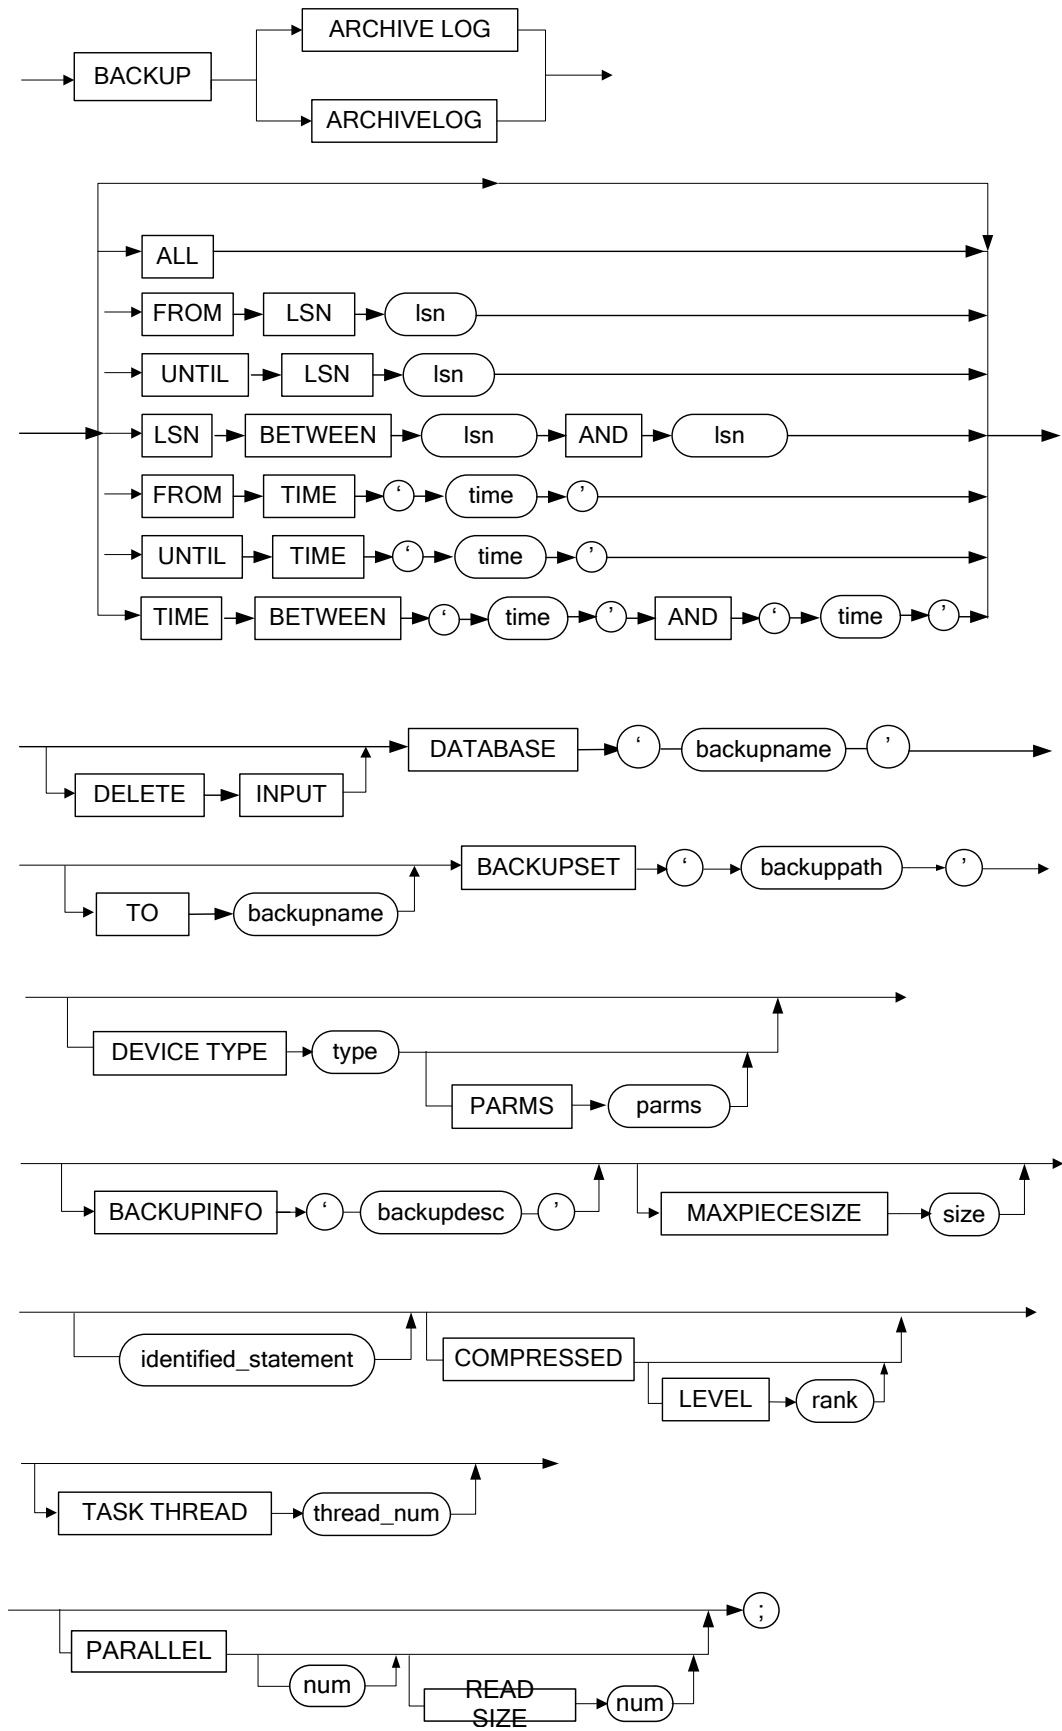 BACKUP
ARCHIVE LOG
ARCHIVELOG
ALL
FROM LSN lsn
UNTIL LSN lsn
LSN BETWEEN lsn AND lsn
FROM TIME ‘ time ’
UNTIL TIME ‘ time ’
TIME BETWEEN ‘ time ’ AND ‘ time ’
DATABASE ‘ backupname ’
DELETE INPUT
BACKUPSET ‘ backuppath ’
TO backupname
DEVICE TYPE type
PARMS parms
BACKUPINFO ‘ backupdesc ’ MAXPIECESIZE size
identified_statement COMPRESSED
LEVEL rank
TASK THREAD thread_num
;
PARALLEL
num READ SIZE num